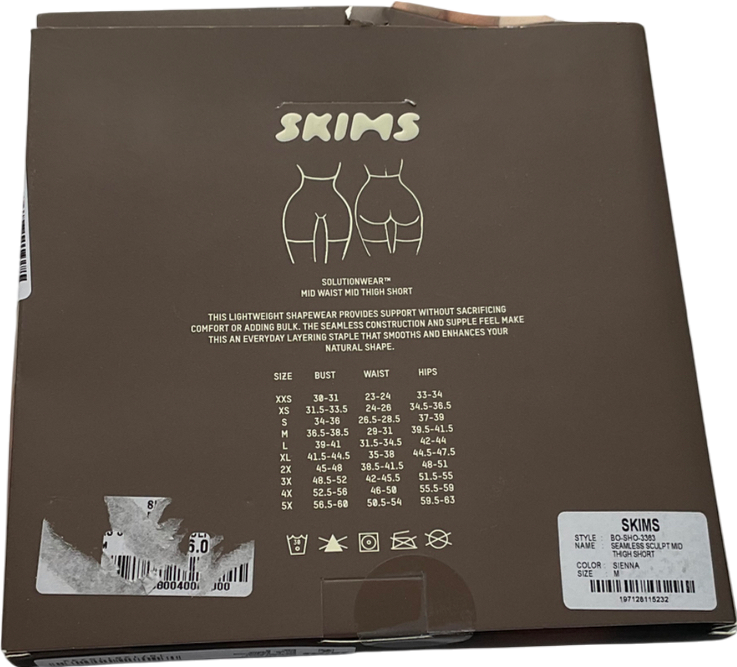 SKIMS
SOLUTIONWEAR™
MID WAIST MID THIGH SHORT
THIS LIGHTWEIGHT SHAPEWEAR PROVIDES SUPPORT WITHOUT SACRIFICING
COMFORT OR ADDING BULK. THE SEAMLESS CONSTRUCTION AND SUPPLE FEEL MAKE
THIS AN EVERYDAY LAYERING STAPLE THAT SMOOTHS AND ENHANCES YOUR
NATURAL SHAPE.
SIZE BUST WAIST HIPS
XXS 30-31 23-24 33-34
XS 31.5-33.5 24-26 34.5-36.5
S 34-36 26.5-28.5 37-39
M 36.5-38.5 29-31 39.5-41.5
L 39-41 31.5-34.5 42-44
XL 41.5-44.5 35-38 44.5-47.5
2X 45-48 38.5-41.5 48-51
3X 48.5-52 42-45.5 51.5-55
4X 52.5-56 46-50 55.5-59
5X 56.5-60 50.5-54 59.5-63
SKIMS
STYLE : BO-SHO-3383
NAME : SEAMLESS SCULPT MID
THIGH SHORT
COLOR : SIENNA
SIZE : M
197128115232